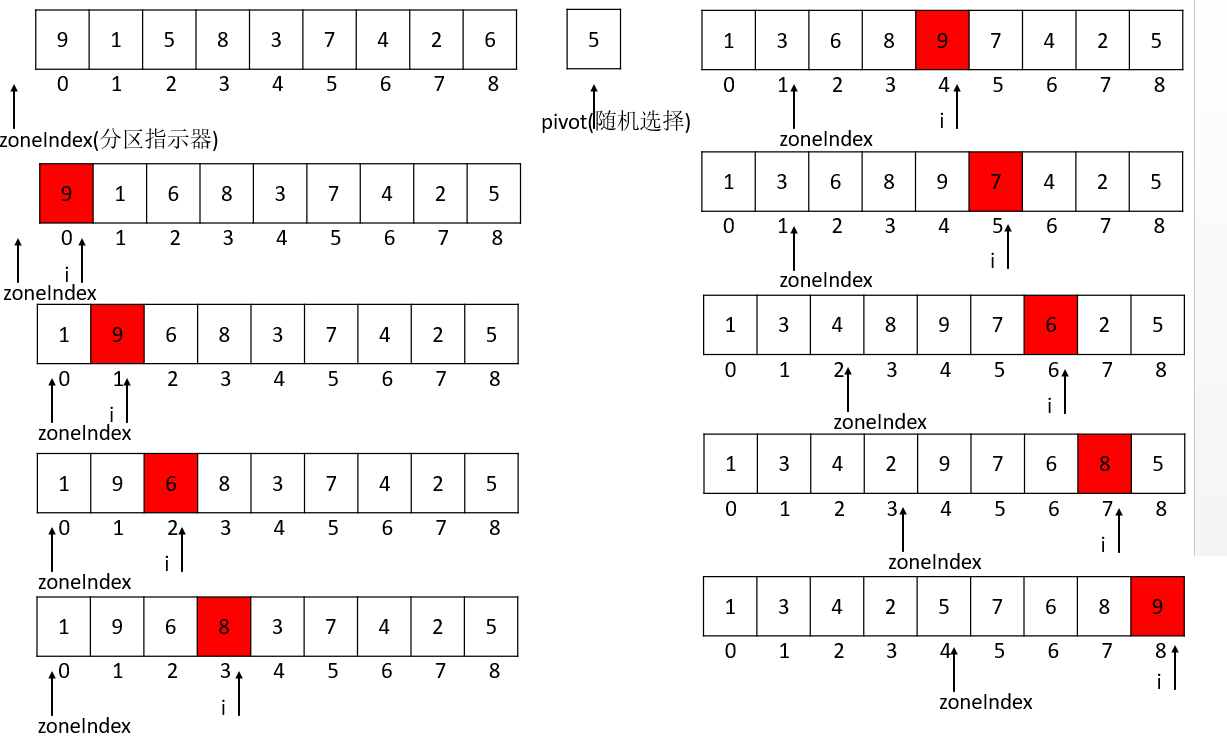 9 1 5 8 3 7 4 2 6
0 1 2 3 4 5 6 7 8
zoneIndex(分区指示器)
5
pivot(随机选择)
9 1 6 8 3 7 4 2 5
0 1 2 3 4 5 6 7 8
i
zoneIndex
1 9 6 8 3 7 4 2 5
0 1 2 3 4 5 6 7 8
i
zoneIndex
1 9 6 8 3 7 4 2 5
0 1 2 3 4 5 6 7 8
i
zoneIndex
1 9 6 8 3 7 4 2 5
0 1 2 3 4 5 6 7 8
i
zoneIndex
1 3 6 8 9 7 4 2 5
0 1 2 3 4 5 6 7 8
i
zoneIndex
1 3 6 8 9 7 4 2 5
0 1 2 3 4 5 6 7 8
i
zoneIndex
1 3 4 8 9 7 6 2 5
0 1 2 3 4 5 6 7 8
i
zoneIndex
1 3 4 2 9 7 6 8 5
0 1 2 3 4 5 6 7 8
i
zoneIndex
1 3 4 2 5 7 6 8 9
0 1 2 3 4 5 6 7 8
i
zoneIndex